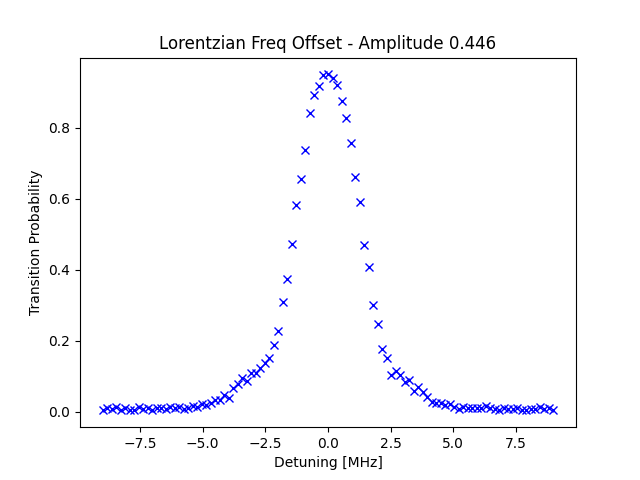 Lorentzian Freq Offset - Amplitude 0.446
Transition Probability
0.8
0.6
0.4
0.2
0.0
−7.5 −5.0 −2.5 0.0 2.5 5.0 7.5
Detuning [MHz]